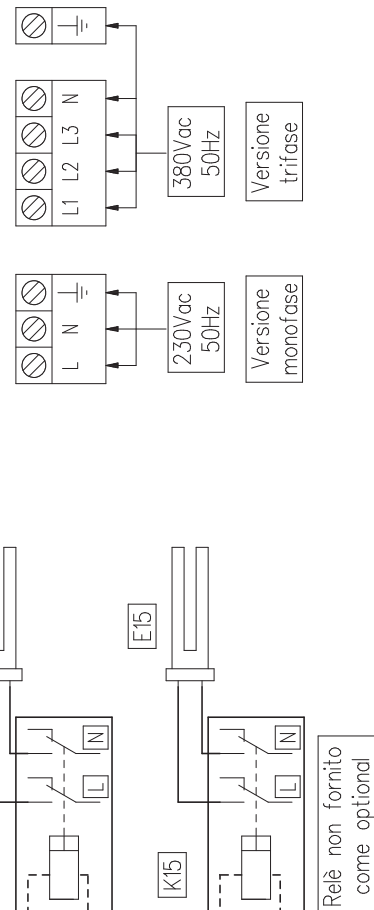 N
L3
L2
L1
380Vac
50Hz
Versione
trifase
N
L
230Vac
50Hz
Versione
monofase
E15
N
L
K15
N
L
Relè non fornito
come optional